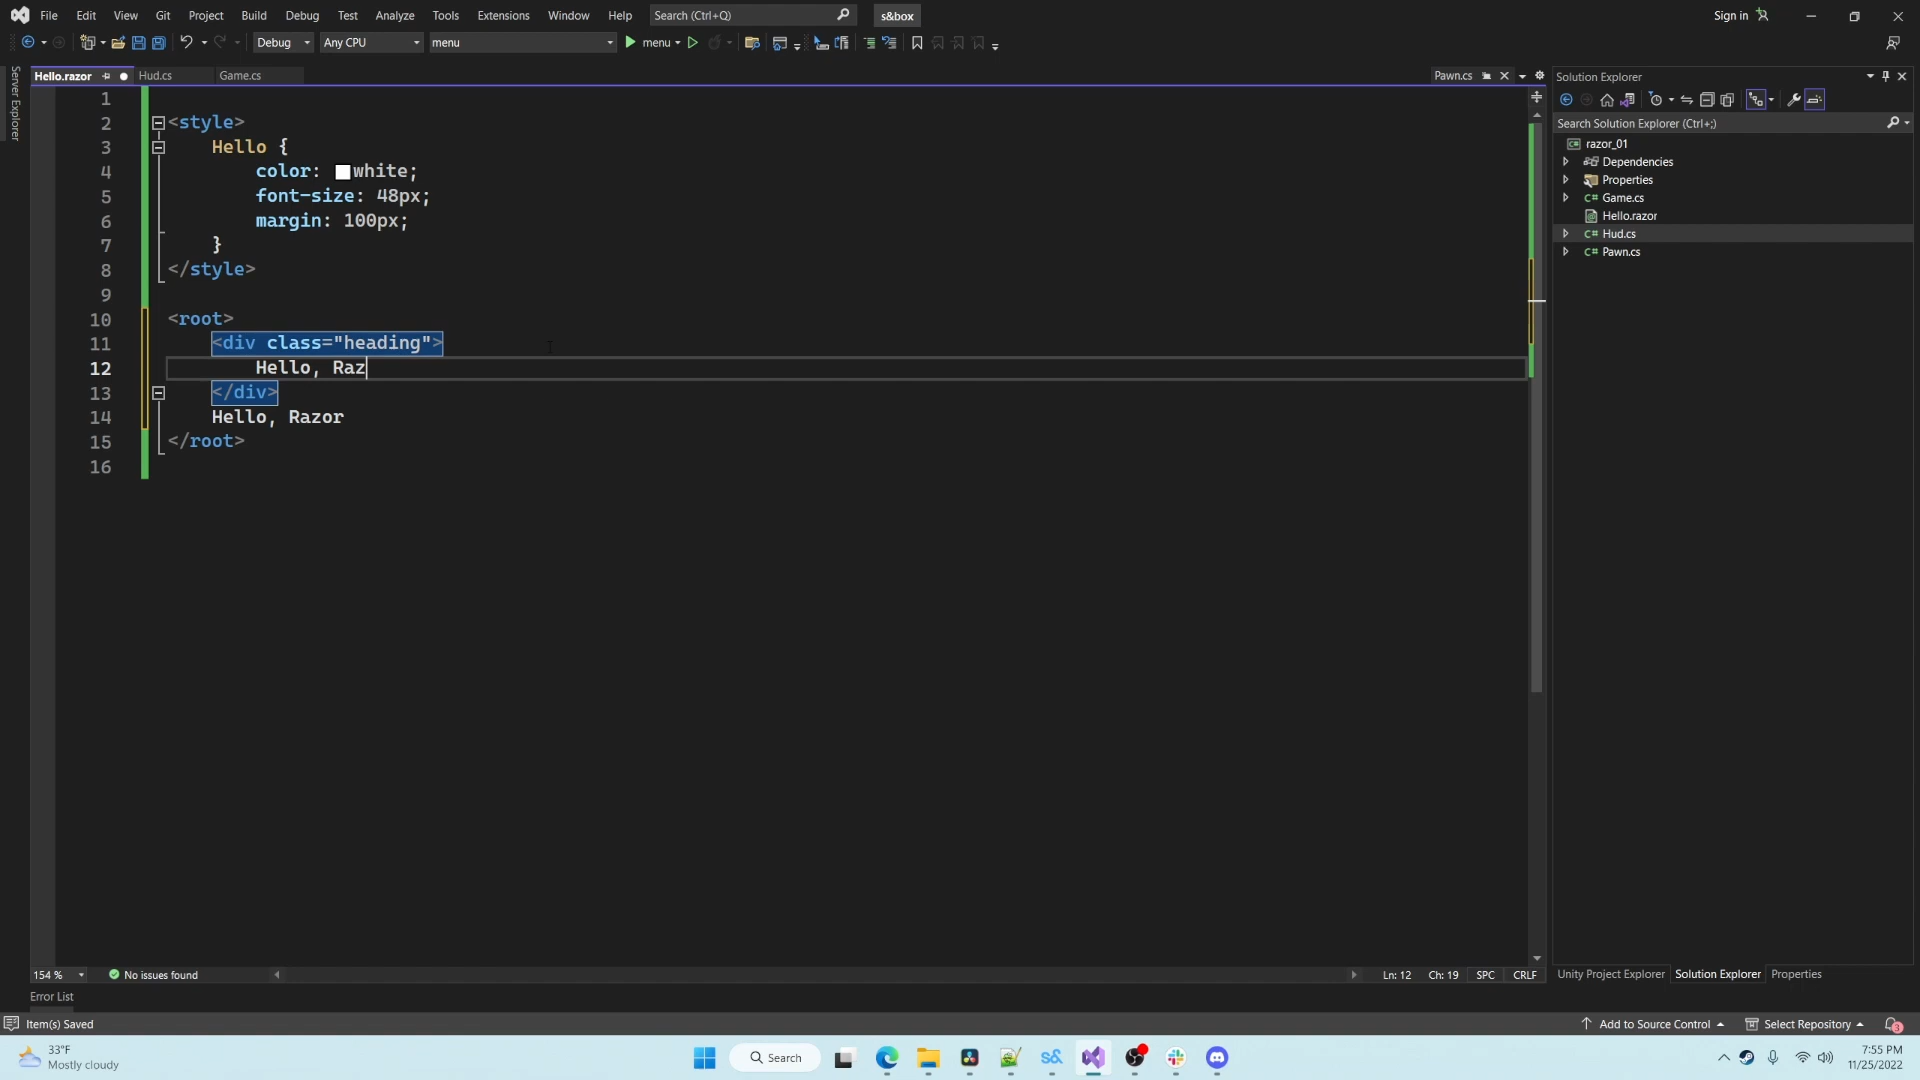 File Edit View Git Project Build Debug Test Analyze Tools Extensions Window Help Search (Ctrl+Q) s&box Sign in
Debug Any CPU menu menu
Server Explorer
Hello.razor Hud.cs Game.cs Pawn.cs
1
2 <style>
3 Hello {
4 color: white;
5 font-size: 48px;
6 margin: 100px;
7 }
8 </style>
9
10 <root>
11 <div class="heading">
12 Hello, Raz
13 </div>
14 Hello, Razor
15 </root>
16
Solution Explorer
Search Solution Explorer (Ctrl+;)
razor_01
Dependencies
Properties
C# Game.cs
Hello.razor
C# Hud.cs
C# Pawn.cs
154 % No issues found Ln: 12 Ch: 19 SPC CRLF
Unity Project Explorer Solution Explorer Properties
Error List
Item(s) Saved Add to Source Control Select Repository 3
33°F
Mostly cloudy
Search
s&
7:55 PM
11/25/2022